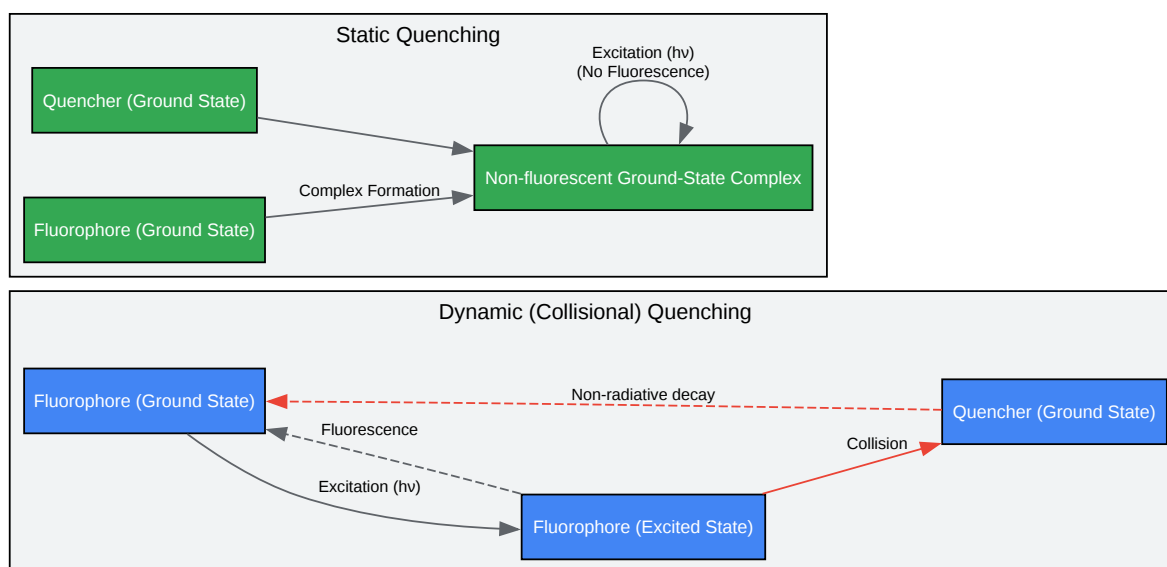 Static Quenching
Excitation (hν)
(No Fluorescence)
Quencher (Ground State)
Non-fluorescent Ground-State Complex
Complex Formation
Fluorophore (Ground State)
Dynamic (Collisional) Quenching
Fluorophore (Ground State)
Non-radiative decay
Quencher (Ground State)
Fluorescence
Collision
Excitation (hν)
Fluorophore (Excited State)